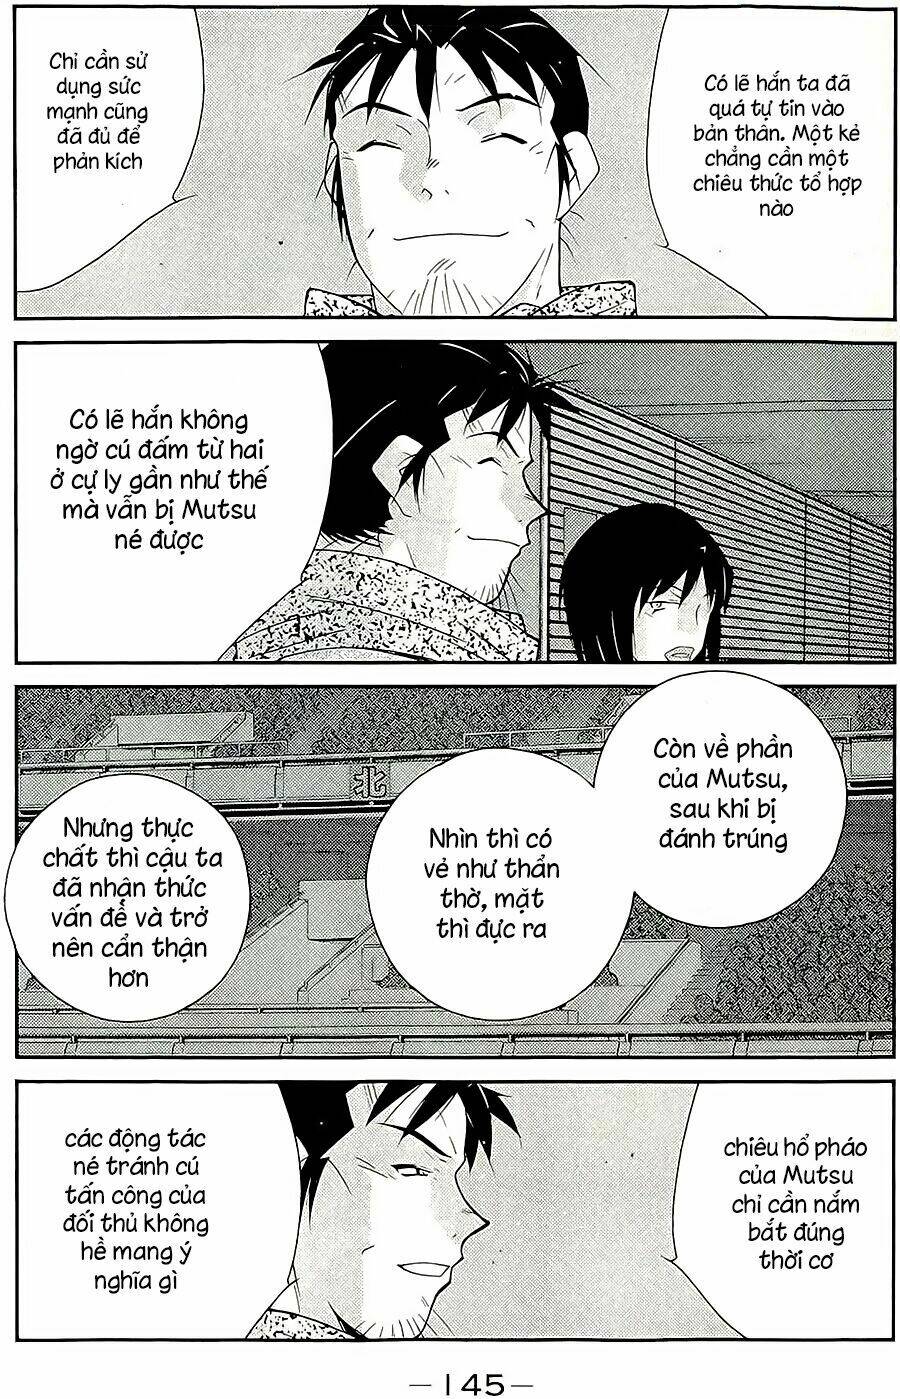 Có lẽ hắn ta đã
quá tự tin vào
bản thân. Một kẻ
chẳng cần một
chiêu thức tổ hợp
nào
Chỉ cần sử
dụng sức
mạnh cũng
đã đủ để
phản kích
Có lẽ hắn không
ngờ cú đấm từ hai
ở cự ly gần như thế
mà vẫn bị Mutsu
né được
Còn về phần
của Mutsu,
sau khi bị
đánh trúng
Nhìn thì có
vẻ như thẩn
thờ, mặt
thì đực ra
北
Nhưng thực
chất thì cậu ta
đã nhận thức
vấn đề và trở
nên cẩn thận
hơn
chiêu hổ pháo
của Mutsu
chỉ cần nắm
bắt đúng
thời cơ
các động tác
né tránh cú
tấn công của
đối thủ không
hề mang ý
nghĩa gì
— 145 —